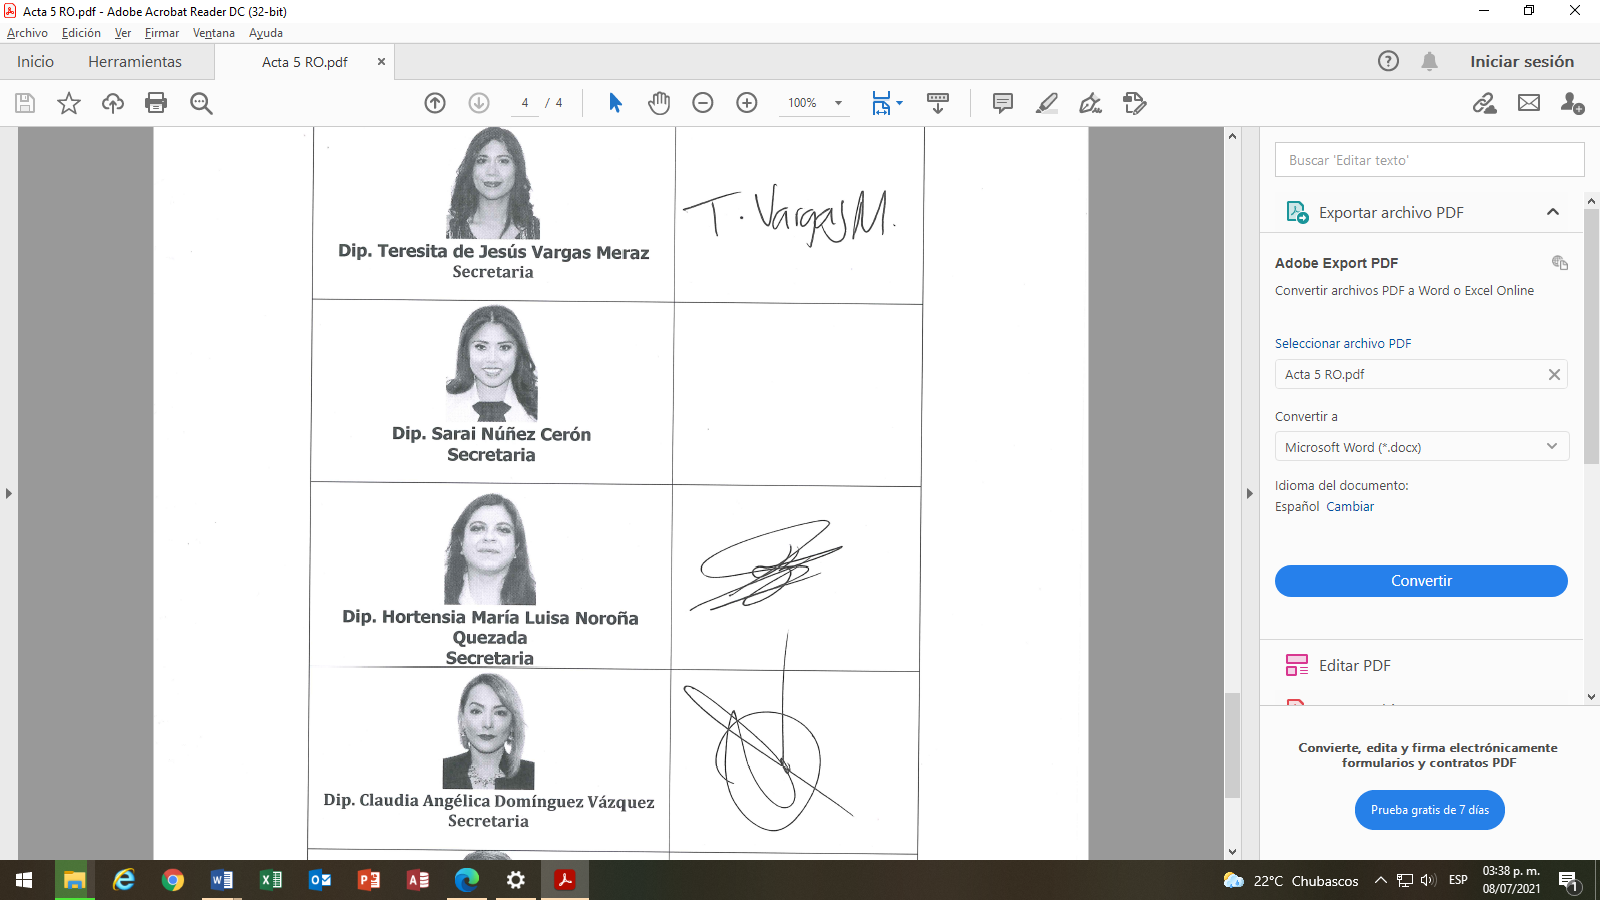 Acta 5 RO.pdf - Adobe Acrobat Reader DC (32-bit)
Archivo Edición Ver Firmar Ventana Ayuda
Inicio Herramientas Acta 5 RO.pdf Iniciar sesión
4 / 4 100%
Dip. Teresita de Jesús Vargas Meraz
Secretaria
T. Vargas M.
Dip. Sarai Núñez Cerón
Secretaria
Dip. Hortensia María Luisa Noroña
Quezada
Secretaria
Dip. Claudia Angélica Domínguez Vázquez
Secretaria
Buscar 'Editar texto'
Exportar archivo PDF
Adobe Export PDF
Convertir archivos PDF a Word o Excel Online
Seleccionar archivo PDF
Acta 5 RO.pdf
Convertir a
Microsoft Word (*.docx)
Idioma del documento:
Español Cambiar
Convertir
Editar PDF
Convierte, edita y firma electrónicamente
formularios y contratos PDF
Prueba gratis de 7 días
22°C Chubascos ESP
03:38 p. m.
08/07/2021
1